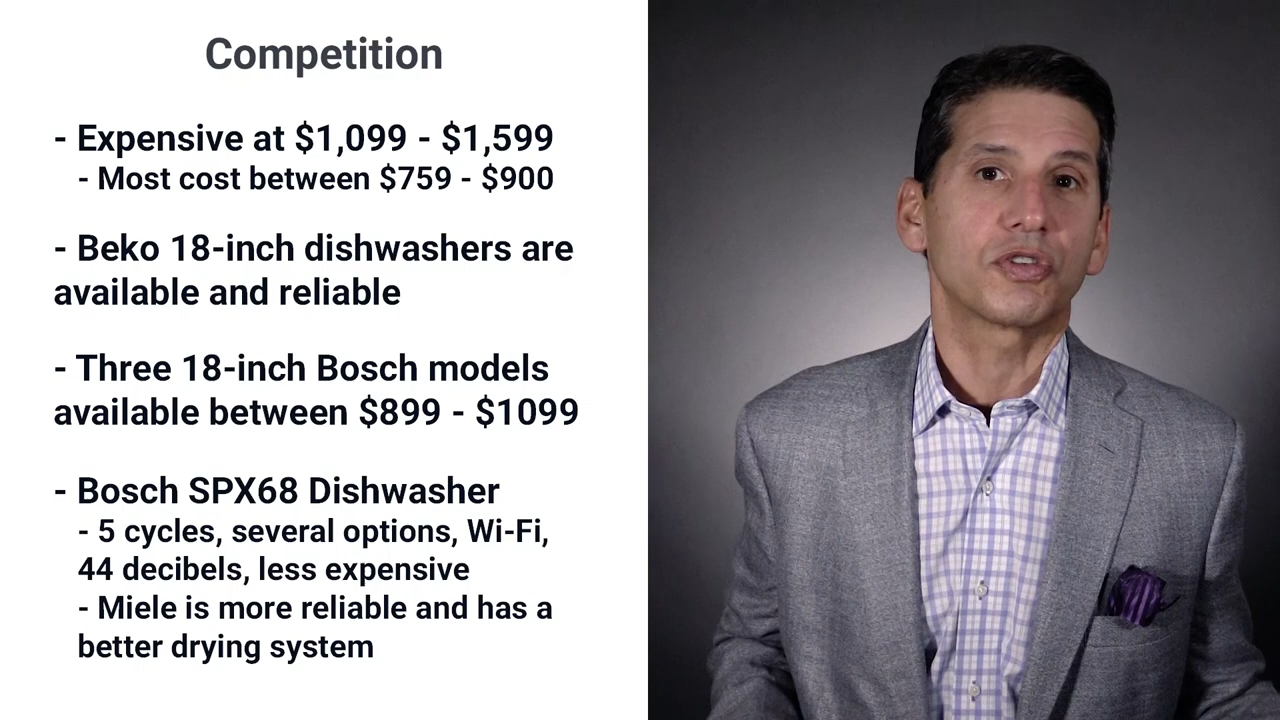 Competition
- Expensive at $1,099 - $1,599
- Most cost between $759 - $900
- Beko 18-inch dishwashers are
available and reliable
- Three 18-inch Bosch models
available between $899 - $1099
- Bosch SPX68 Dishwasher
- 5 cycles, several options, Wi-Fi,
44 decibels, less expensive
- Miele is more reliable and has a
better drying system